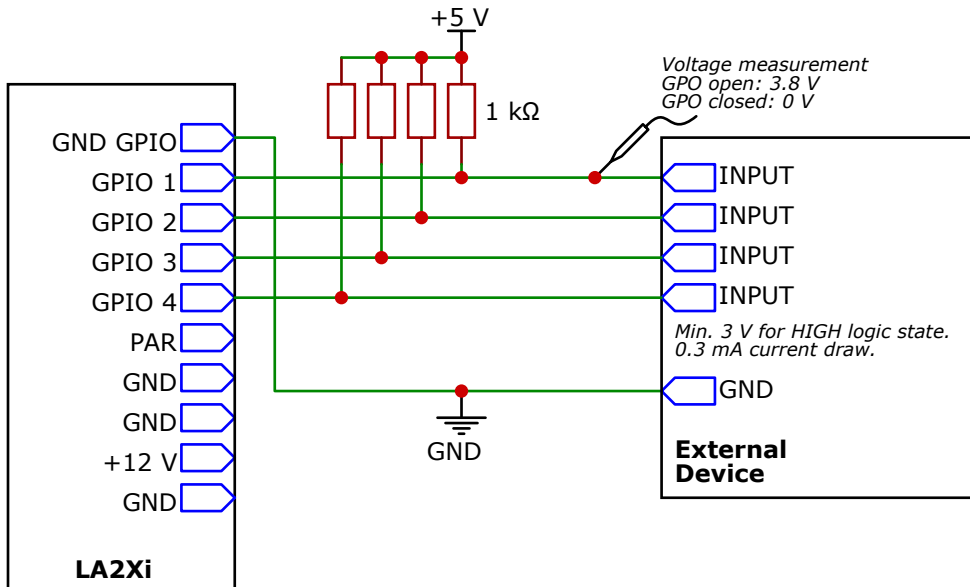 +5 V
Voltage measurement
GPO open: 3.8 V
GPO closed: 0 V
1 kΩ
GND GPIO
GPIO 1
GPIO 2
GPIO 3
GPIO 4
PAR
GND
GND
+12 V
GND
LA2Xi
INPUT
INPUT
INPUT
INPUT
Min. 3 V for HIGH logic state.
0.3 mA current draw.
GND
External
Device
GND